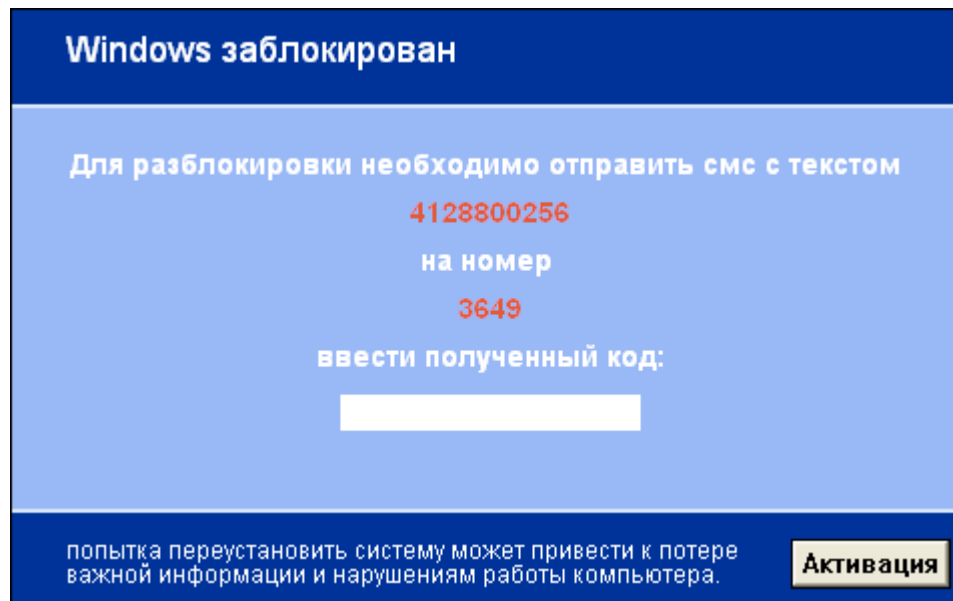 Windows заблокирован
Для разблокировки необходимо отправить смс с текстом
4128800256
на номер
3649
ввести полученный код:
попытка переустановить систему может привести к потере
важной информации и нарушениям работы компьютера.
Активация